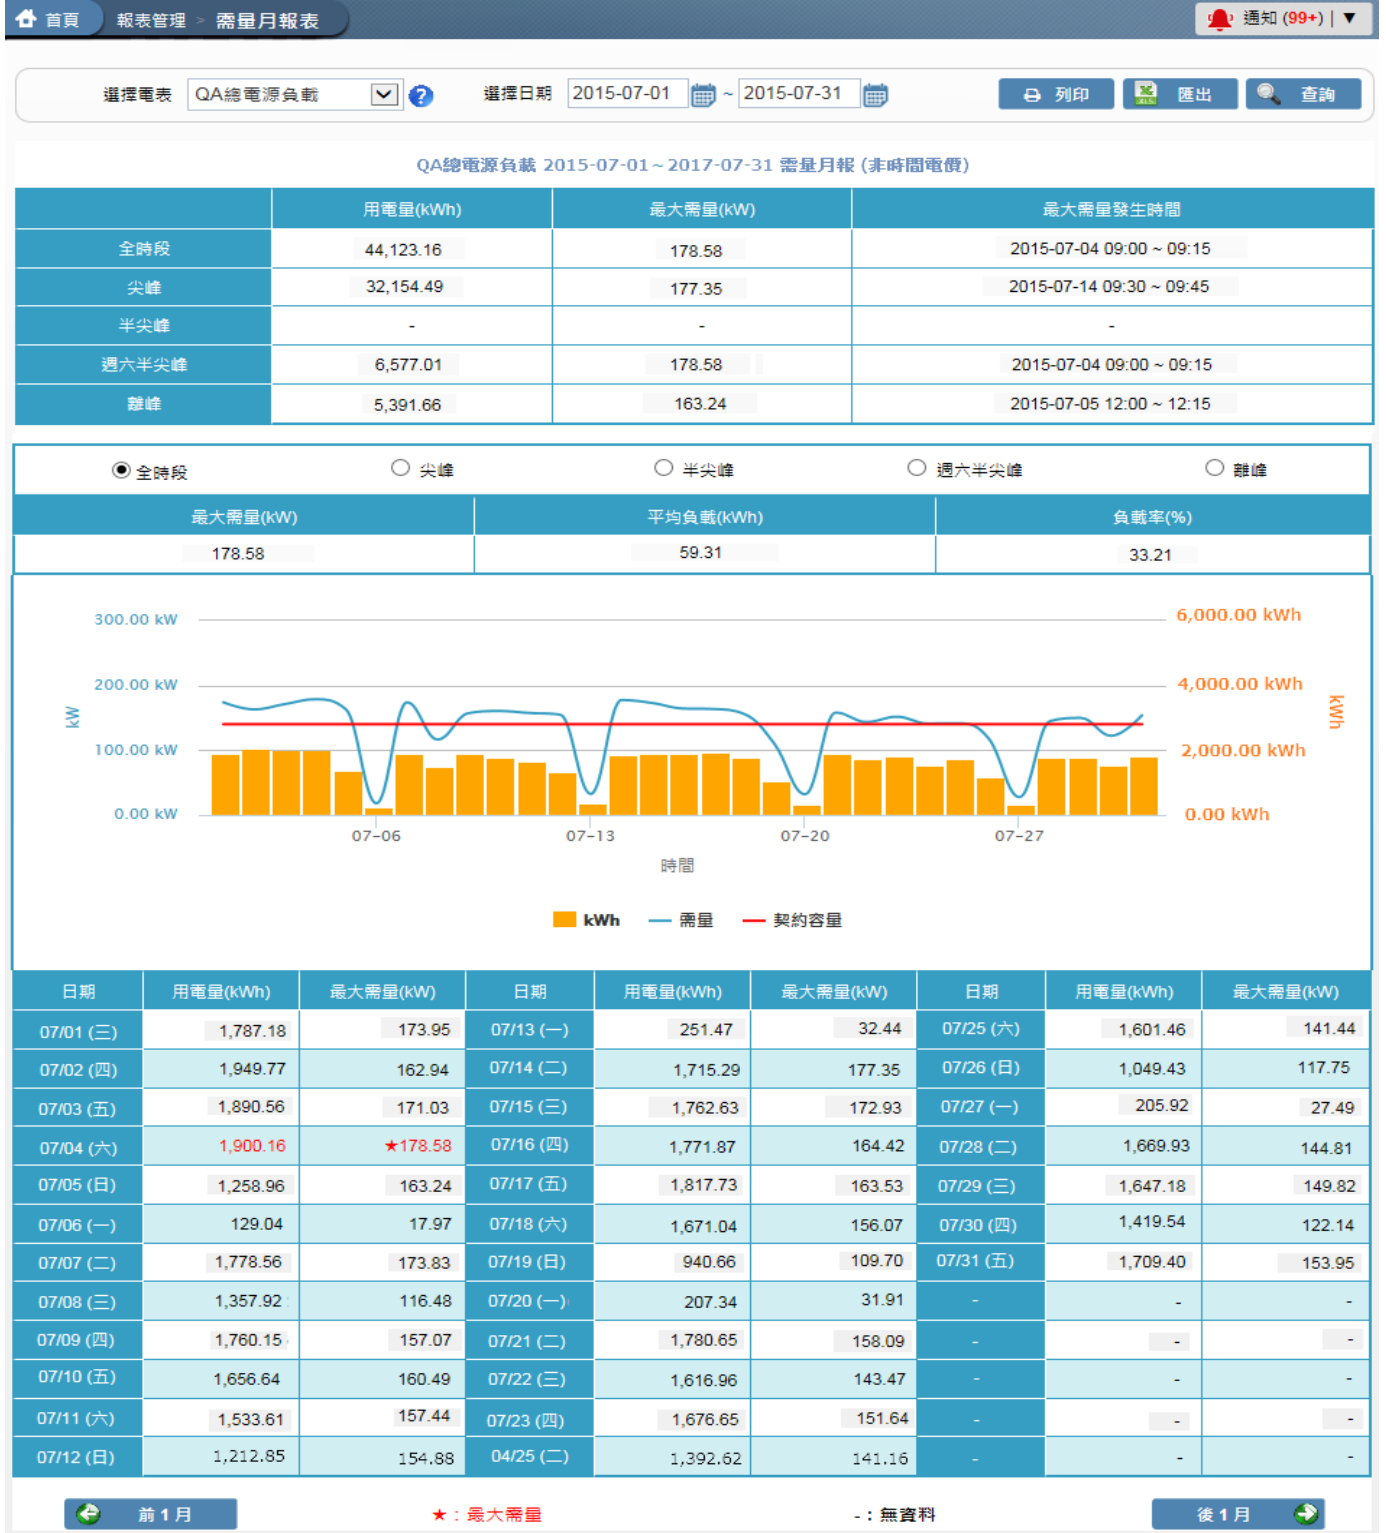 首頁 報表管理 > 需量月報表 通知 (99+) | ▼
選擇電表 QA總電源負載 ? 選擇日期 2015-07-01 ~ 2015-07-31 列印 匯出 查詢
QA總電源負載 2015-07-01~2017-07-31 需量月報 (非時間電價)
用電量(kWh) 最大需量(kW) 最大需量發生時間
全時段 44,123.16 178.58 2015-07-04 09:00 ~ 09:15
尖峰 32,154.49 177.35 2015-07-14 09:30 ~ 09:45
半尖峰 - - -
週六半尖峰 6,577.01 178.58 2015-07-04 09:00 ~ 09:15
離峰 5,391.66 163.24 2015-07-05 12:00 ~ 12:15
全時段 尖峰 半尖峰 週六半尖峰 離峰
最大需量(kW) 平均負載(kWh) 負載率(%)
178.58 59.31 33.21
300.00 kW 6,000.00 kWh
200.00 kW 4,000.00 kWh
kW kWh
100.00 kW 2,000.00 kWh
0.00 kW 0.00 kWh
07-06 07-13 07-20 07-27
時間
kWh 需量 契約容量
日期 用電量(kWh) 最大需量(kW) 日期 用電量(kWh) 最大需量(kW) 日期 用電量(kWh) 最大需量(kW)
07/01 (三) 1,787.18 173.95 07/13 (一) 251.47 32.44 07/25 (六) 1,601.46 141.44
07/02 (四) 1,949.77 162.94 07/14 (二) 1,715.29 177.35 07/26 (日) 1,049.43 117.75
07/03 (五) 1,890.56 171.03 07/15 (三) 1,762.63 172.93 07/27 (一) 205.92 27.49
07/04 (六) 1,900.16 ★178.58 07/16 (四) 1,771.87 164.42 07/28 (二) 1,669.93 144.81
07/05 (日) 1,258.96 163.24 07/17 (五) 1,817.73 163.53 07/29 (三) 1,647.18 149.82
07/06 (一) 129.04 17.97 07/18 (六) 1,671.04 156.07 07/30 (四) 1,419.54 122.14
07/07 (二) 1,778.56 173.83 07/19 (日) 940.66 109.70 07/31 (五) 1,709.40 153.95
07/08 (三) 1,357.92 116.48 07/20 (一) 207.34 31.91 - - -
07/09 (四) 1,760.15 157.07 07/21 (二) 1,780.65 158.09 - - -
07/10 (五) 1,656.64 160.49 07/22 (三) 1,616.96 143.47 - - -
07/11 (六) 1,533.61 157.44 07/23 (四) 1,676.65 151.64 - - -
07/12 (日) 1,212.85 154.88 04/25 (二) 1,392.62 141.16 - - -
前 1 月 ★：最大需量 -：無資料 後 1 月